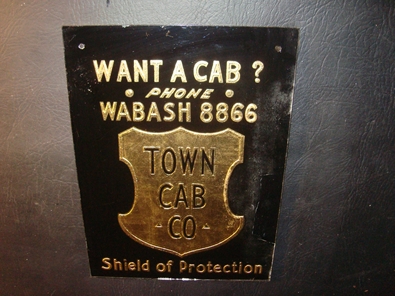 WANT A CAB ?
• PHONE •
WABASH 8866
TOWN
CAB
CO
Shield of Protection